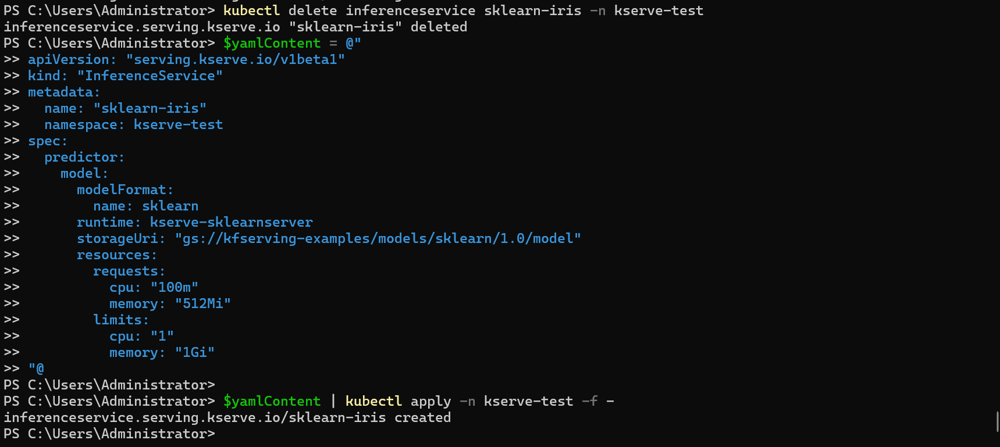 PS C:\Users\Administrator> kubectl delete inferenceservice sklearn-iris -n kserve-test
inferenceservice.serving.kserve.io "sklearn-iris" deleted
PS C:\Users\Administrator> $yamlContent = @"
>> apiVersion: "serving.kserve.io/v1beta1"
>> kind: "InferenceService"
>> metadata:
>>   name: "sklearn-iris"
>>   namespace: kserve-test
>> spec:
>>   predictor:
>>     model:
>>       modelFormat:
>>         name: sklearn
>>       runtime: kserve-sklearnserver
>>       storageUri: "gs://kfserving-examples/models/sklearn/1.0/model"
>>       resources:
>>         requests:
>>           cpu: "100m"
>>           memory: "512Mi"
>>         limits:
>>           cpu: "1"
>>           memory: "1Gi"
>> "@
PS C:\Users\Administrator>
PS C:\Users\Administrator> $yamlContent | kubectl apply -n kserve-test -f -
inferenceservice.serving.kserve.io/sklearn-iris created
PS C:\Users\Administrator>